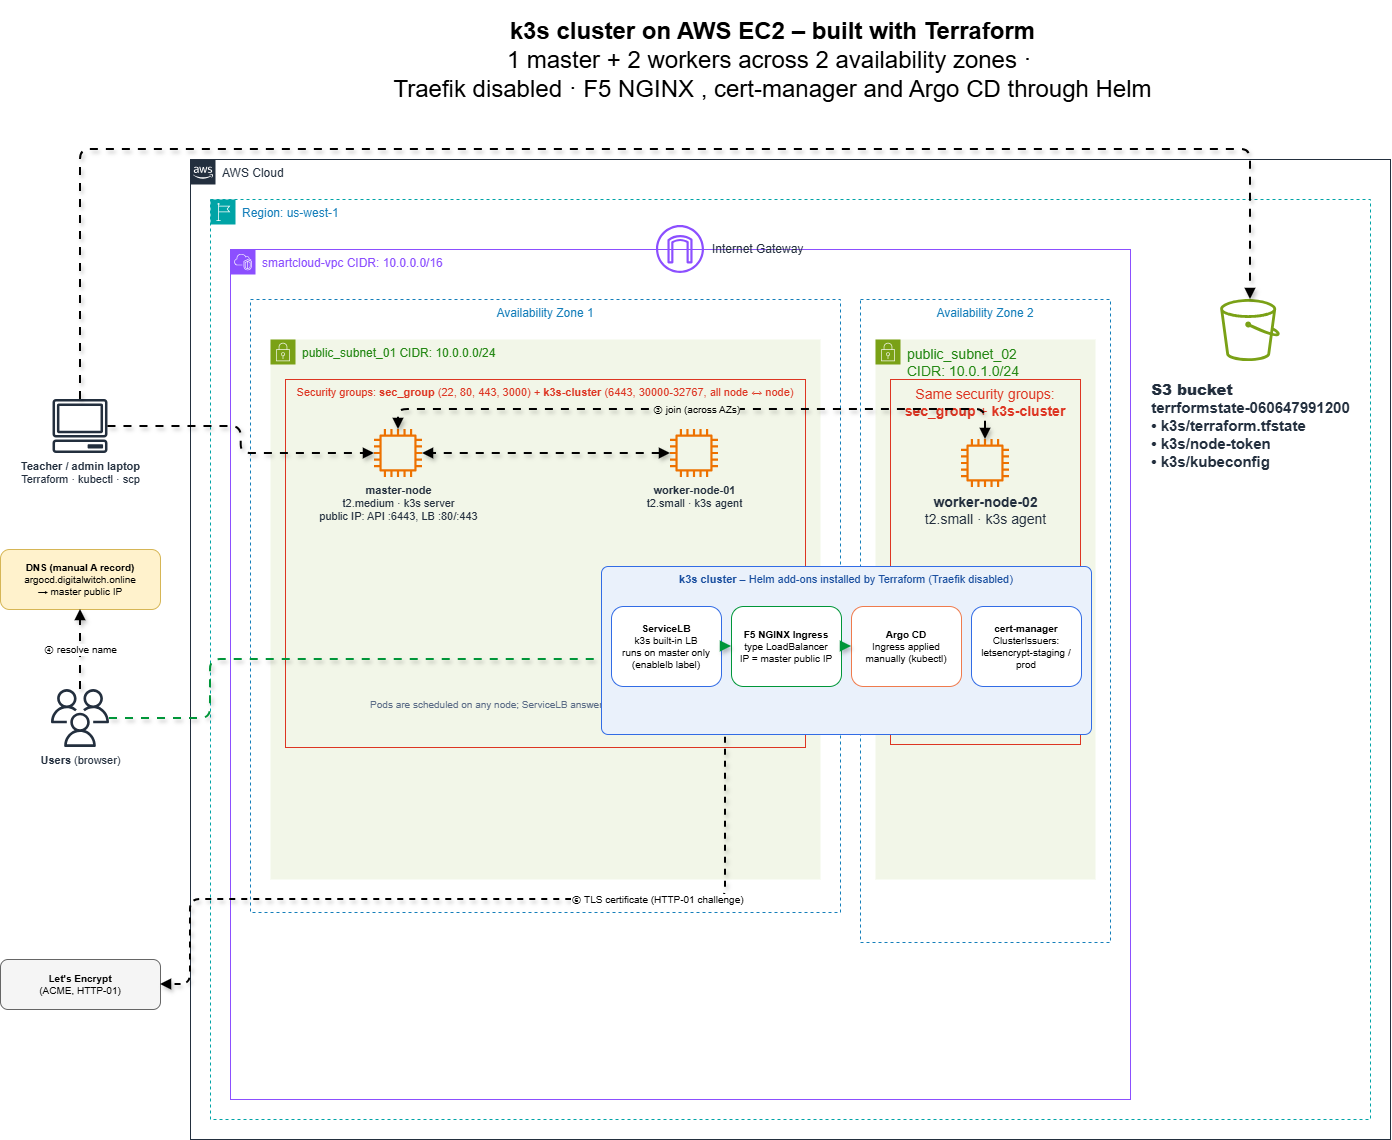 k3s cluster on AWS EC2 – built with Terraform
1 master + 2 workers across 2 availability zones ·
Traefik disabled · F5 NGINX , cert-manager and Argo CD through Helm
aws
AWS Cloud
Region: us-west-1
Internet Gateway
smartcloud-vpc CIDR: 10.0.0.0/16
Availability Zone 1
Availability Zone 2
public_subnet_01 CIDR: 10.0.0.0/24
public_subnet_02
CIDR: 10.0.1.0/24
Security groups: sec_group (22, 80, 443, 3000) + k3s-cluster (6443, 30000-32767, all node ↔ node)
Same security groups:
sec_group + k3s-cluster
③ join (across AZs)
S3 bucket
terrformstate-060647991200
• k3s/terraform.tfstate
• k3s/node-token
• k3s/kubeconfig
Teacher / admin laptop
Terraform · kubectl · scp
master-node
t2.medium · k3s server
public IP: API :6443, LB :80/:443
worker-node-01
t2.small · k3s agent
worker-node-02
t2.small · k3s agent
DNS (manual A record)
argocd.digitalwitch.online
→ master public IP
④ resolve name
Users (browser)
k3s cluster – Helm add-ons installed by Terraform (Traefik disabled)
ServiceLB
k3s built-in LB
runs on master only
(enablelb label)
F5 NGINX Ingress
type LoadBalancer
IP = master public IP
Argo CD
Ingress applied
manually (kubectl)
cert-manager
ClusterIssuers:
letsencrypt-staging /
prod
Pods are scheduled on any node; ServiceLB answer
TLS certificate (HTTP-01 challenge)
Let's Encrypt
(ACME, HTTP-01)